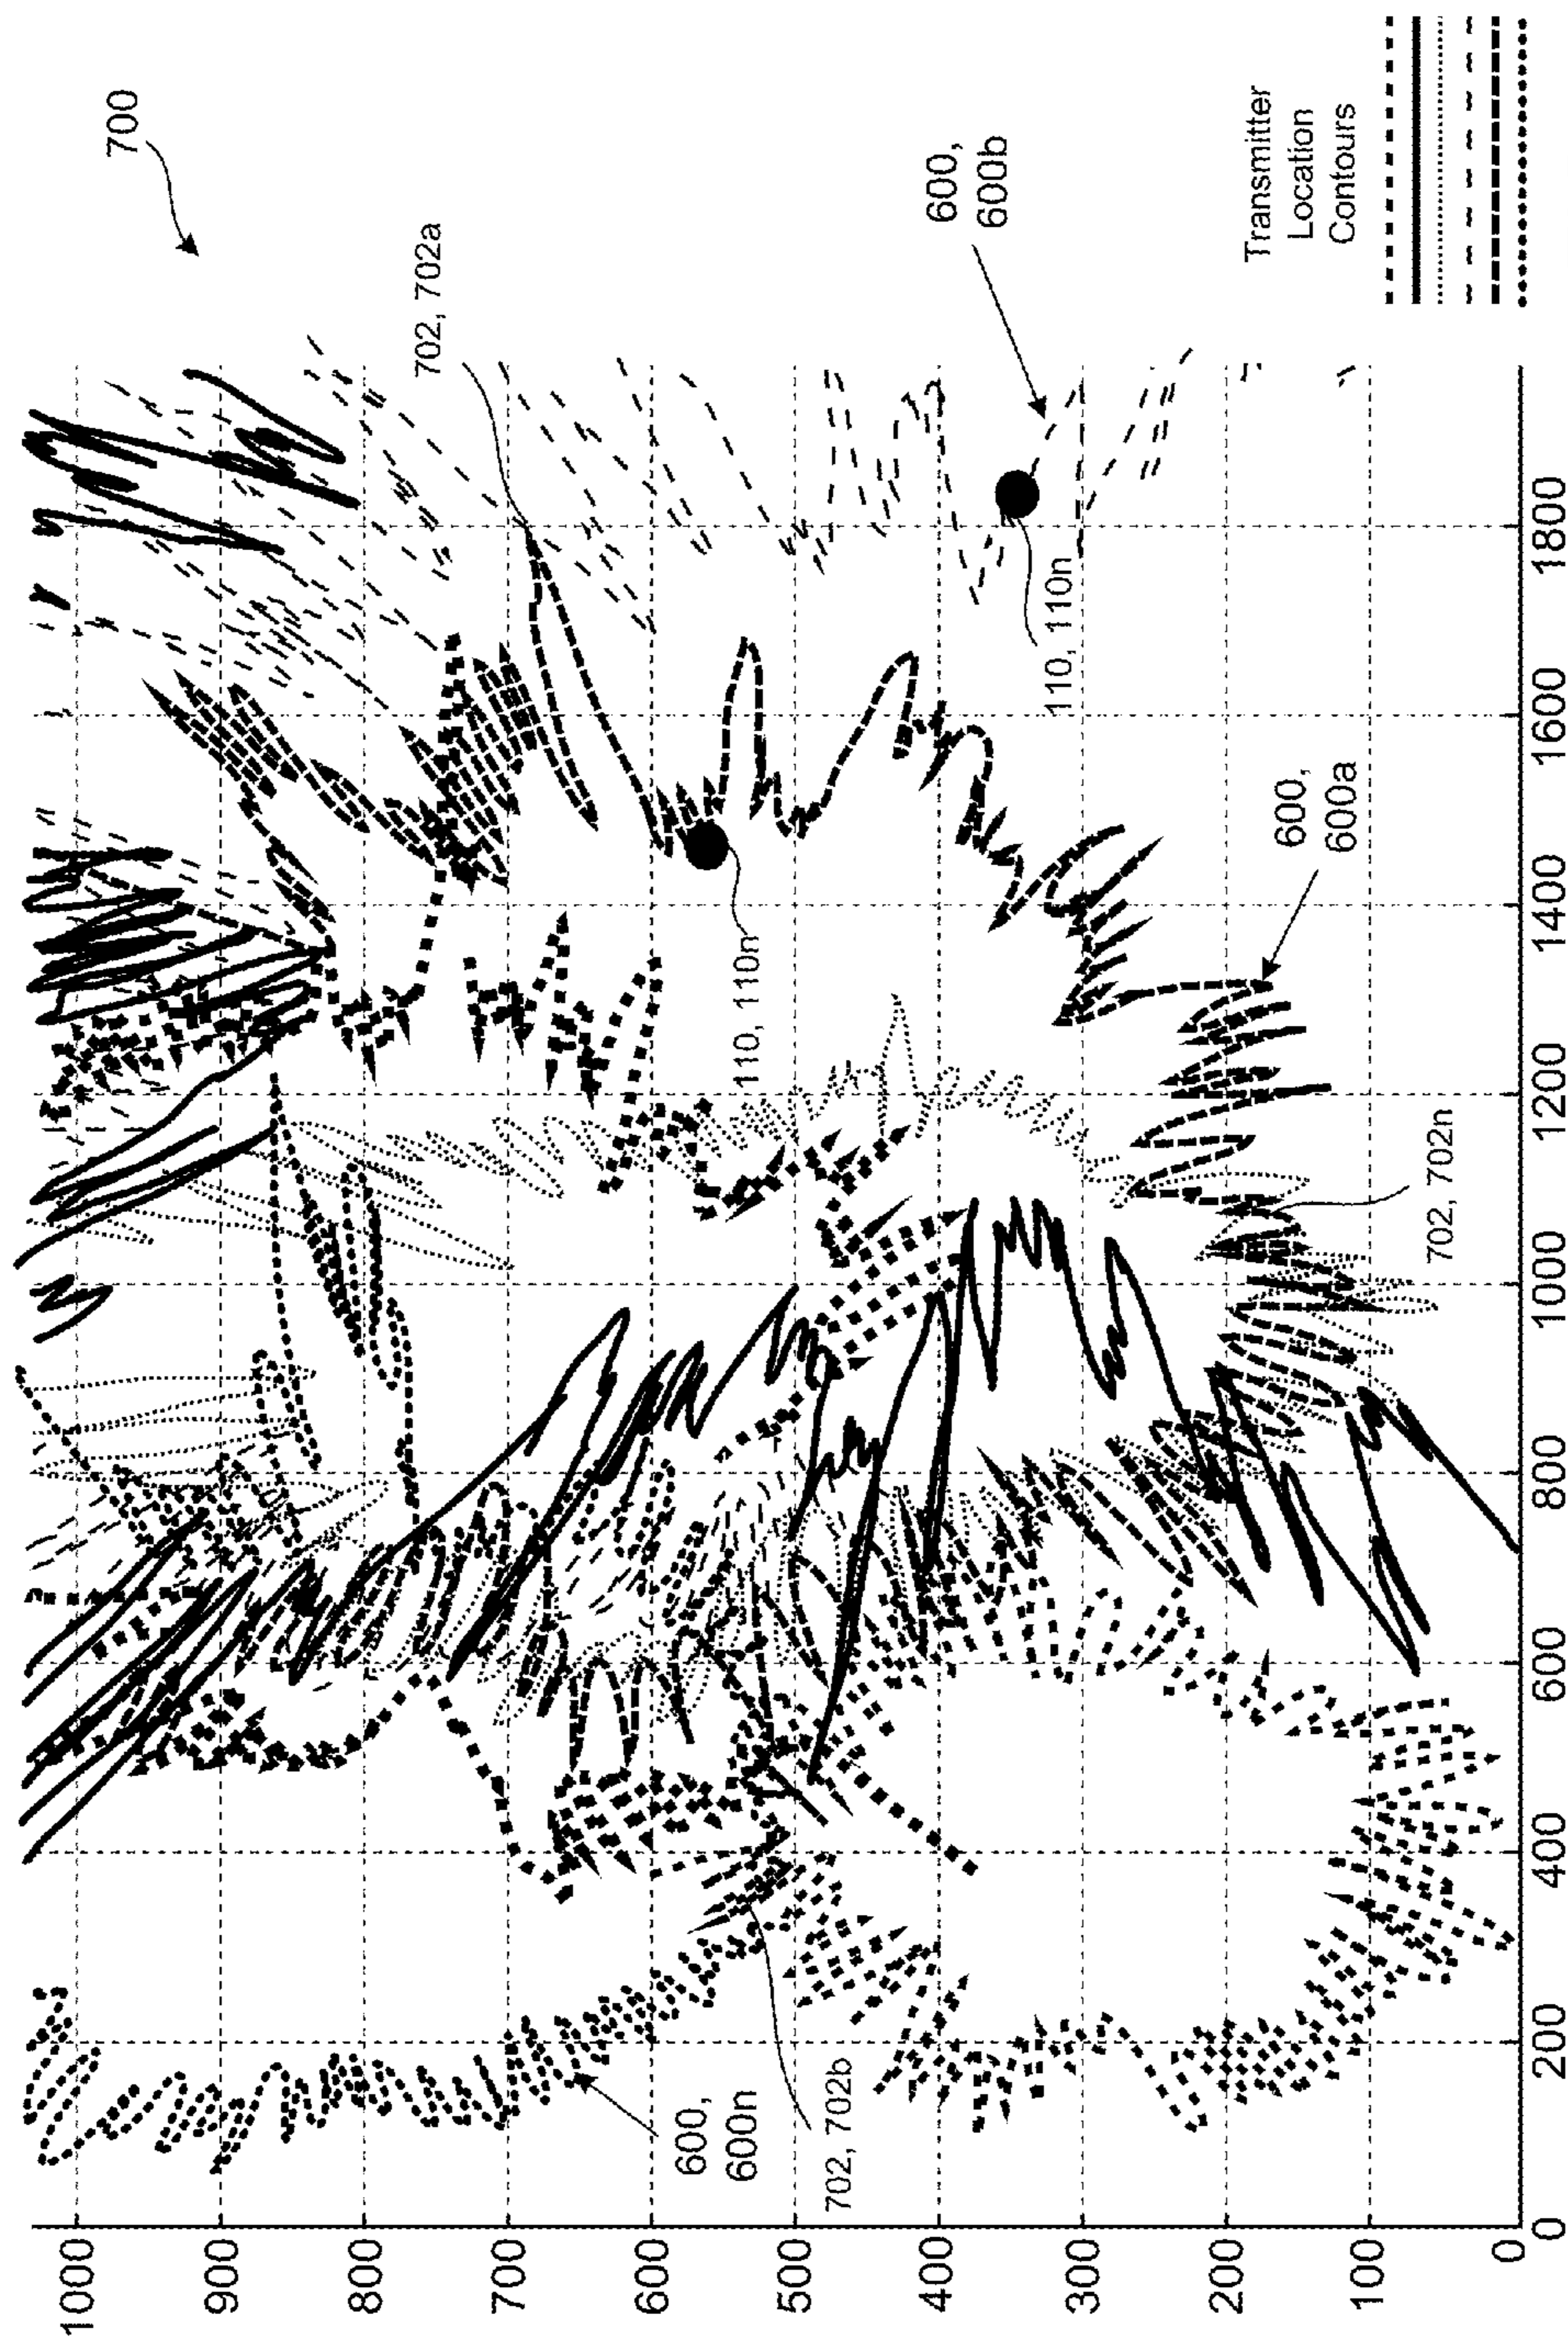 700
702, 702a
600,
600b
Transmitter
Location
Contours
110, 110n
110, 110n
600,
600a
702, 702n
600,
600n
702, 702b
1000
900
800
700
600
500
400
300
200
100
0
0
200
400
600
800
1000
1200
1400
1600
1800